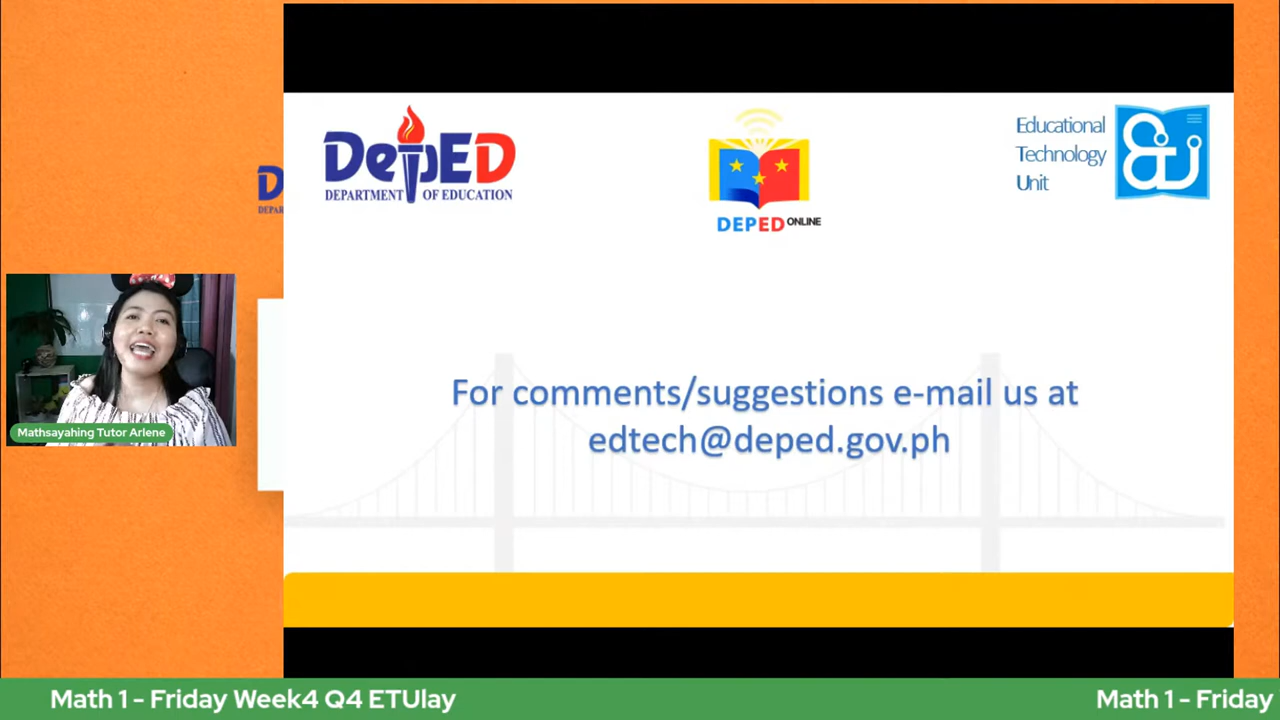 DepED
DEPARTMENT OF EDUCATION
DEPED ONLINE
Educational
Technology
Unit
D
DEPAR
For comments/suggestions e-mail us at
edtech@deped.gov.ph
Mathsayahing Tutor Arlene
Math 1 - Friday Week4 Q4 ETUlay
Math 1 - Friday